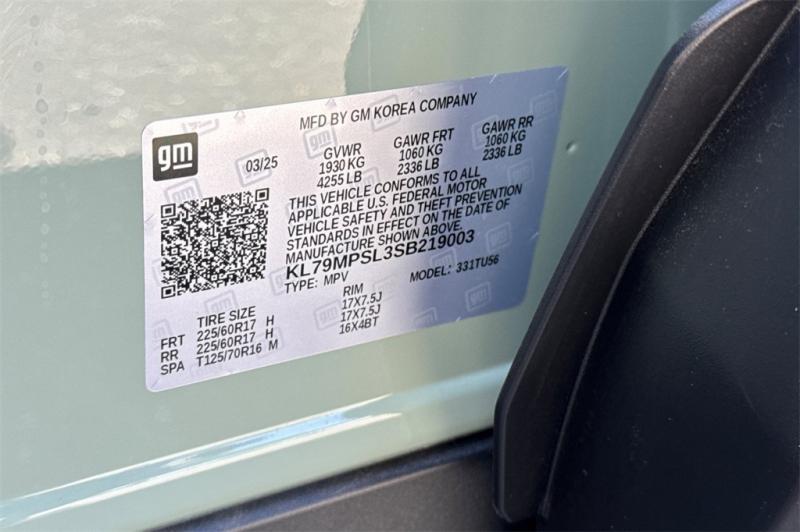 MFD BY GM KOREA COMPANY
gm
03/25
GVWR GAWR FRT GAWR RR
1930 KG 1060 KG 1060 KG
4255 LB 2336 LB 2336 LB
THIS VEHICLE CONFORMS TO ALL
APPLICABLE U.S. FEDERAL MOTOR
VEHICLE SAFETY AND THEFT PREVENTION
STANDARDS IN EFFECT ON THE DATE OF
MANUFACTURE SHOWN ABOVE.
KL79MPSL3SB219003
TYPE: MPV MODEL: 331TU56
TIRE SIZE RIM
FRT 225/60R17 H 17X7.5J
RR 225/60R17 H 17X7.5J
SPA T125/70R16 M 16X4BT